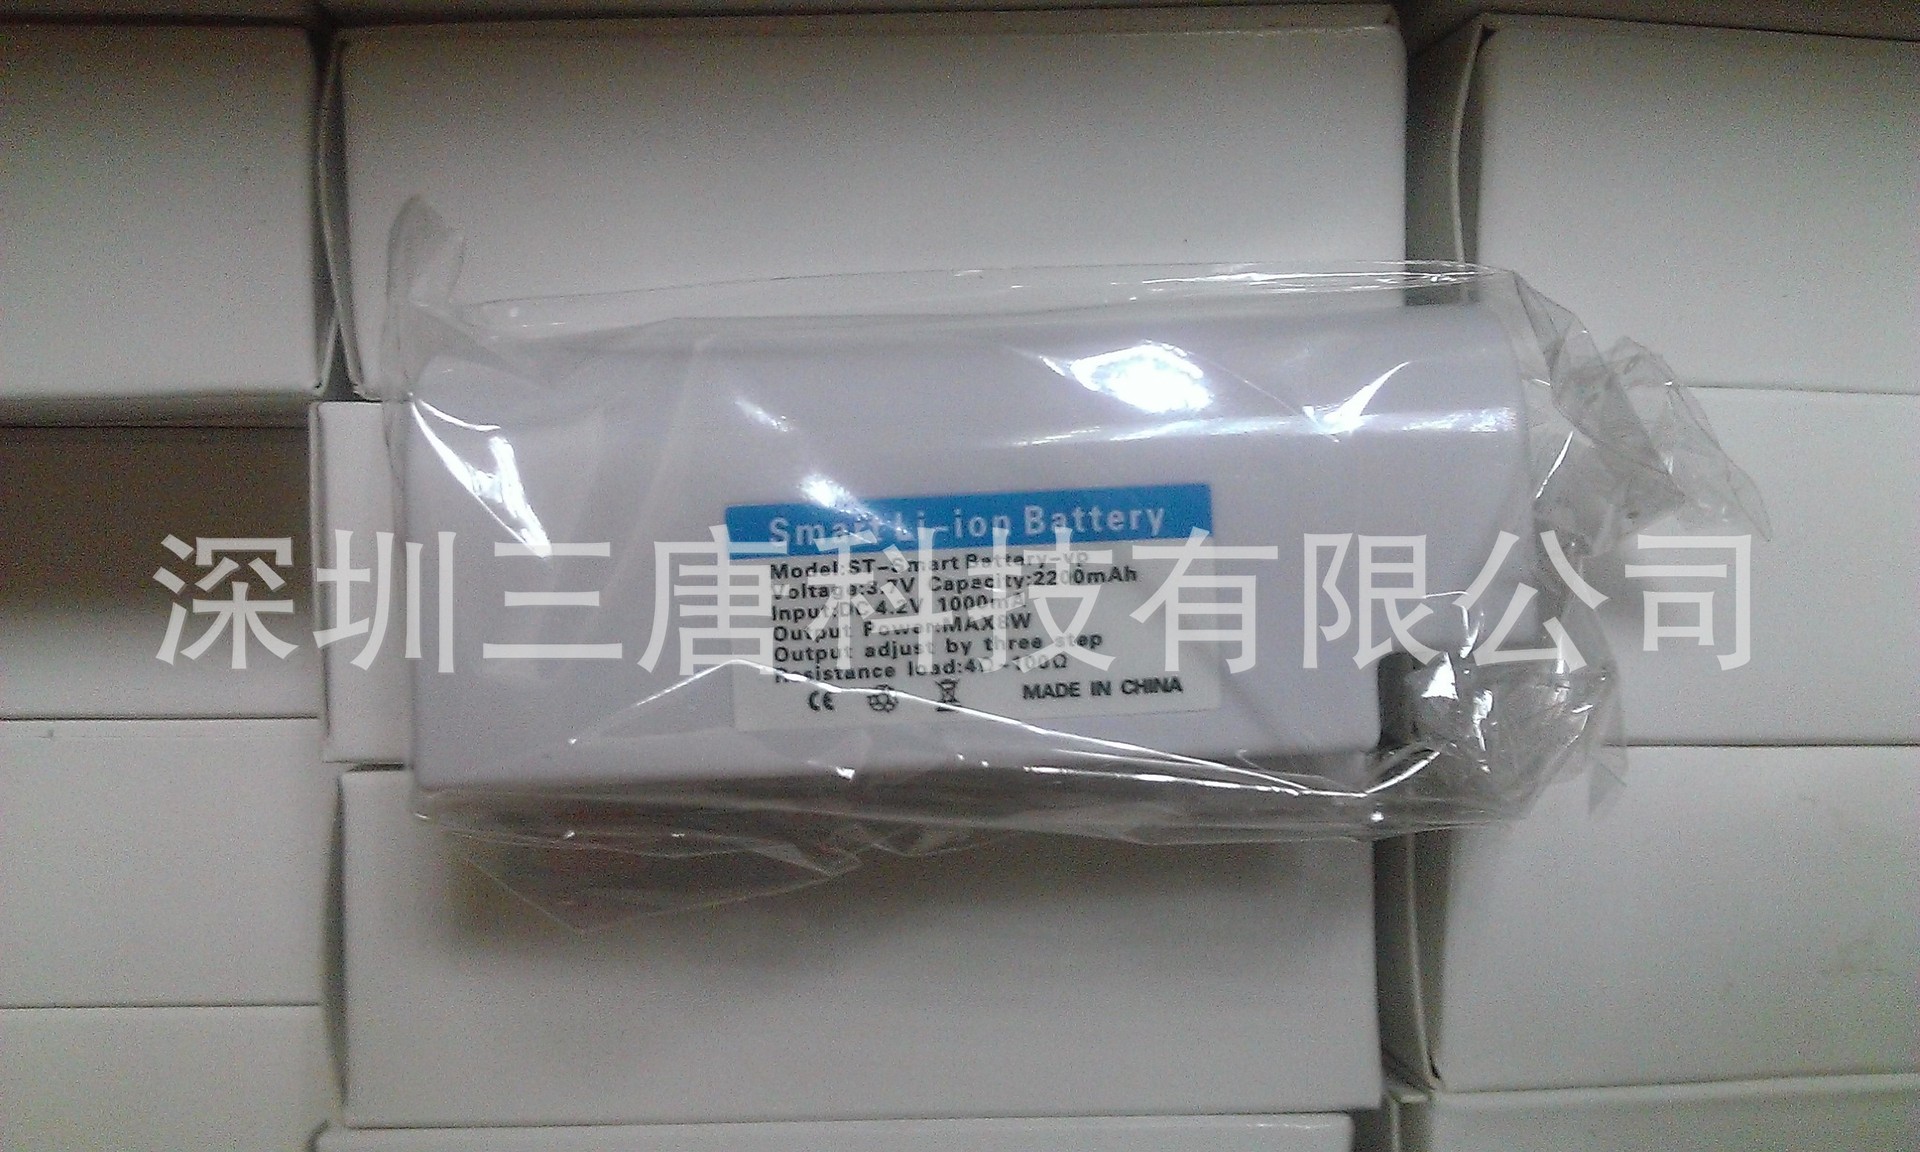 Smart Li-ion Battery
Model:ST-Smart Battery-vp
Voltage:3.7V Capacity:2200mAh
Input:DC 4.2V 1000mA
Output Power:MAX8W
Output adjust by three step
Resistance load:4Ω-100Ω
CE MADE IN CHINA
深圳三唐科技有限公司